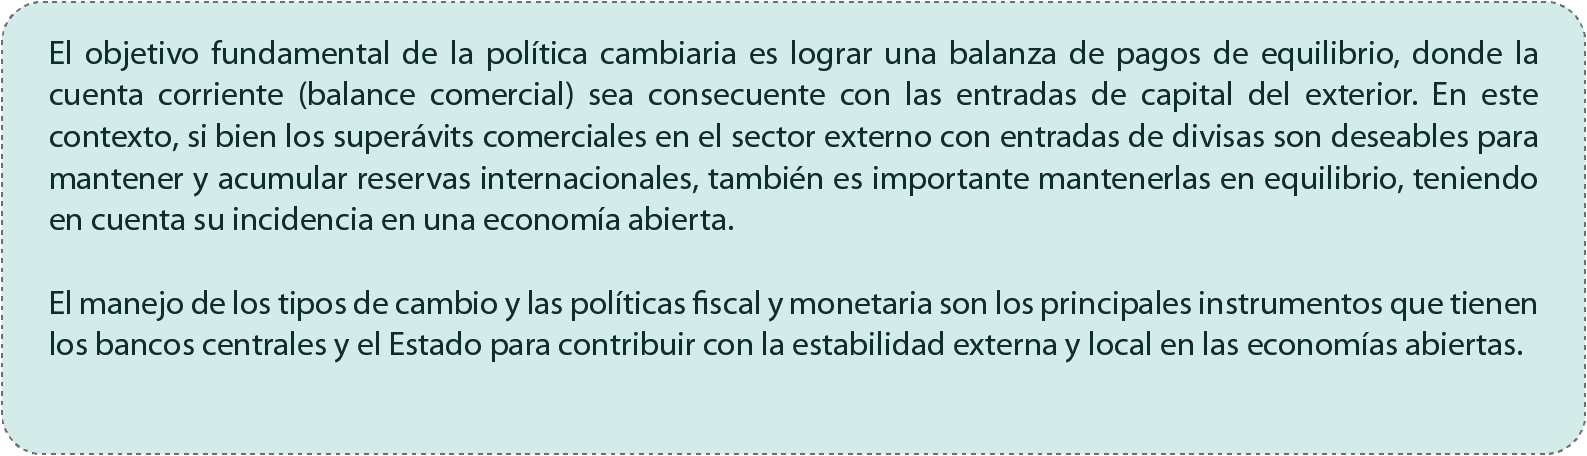 El objetivo fundamental de la política cambiaria es lograr una balanza de pagos de equilibrio, donde la
cuenta corriente (balance comercial) sea consecuente con las entradas de capital del exterior. En este
contexto, si bien los superávits comerciales en el sector externo con entradas de divisas son deseables para
mantener y acumular reservas internacionales, también es importante mantenerlas en equilibrio, teniendo
en cuenta su incidencia en una economía abierta.
El manejo de los tipos de cambio y las políticas fiscal y monetaria son los principales instrumentos que tienen
los bancos centrales y el Estado para contribuir con la estabilidad externa y local en las economías abiertas.